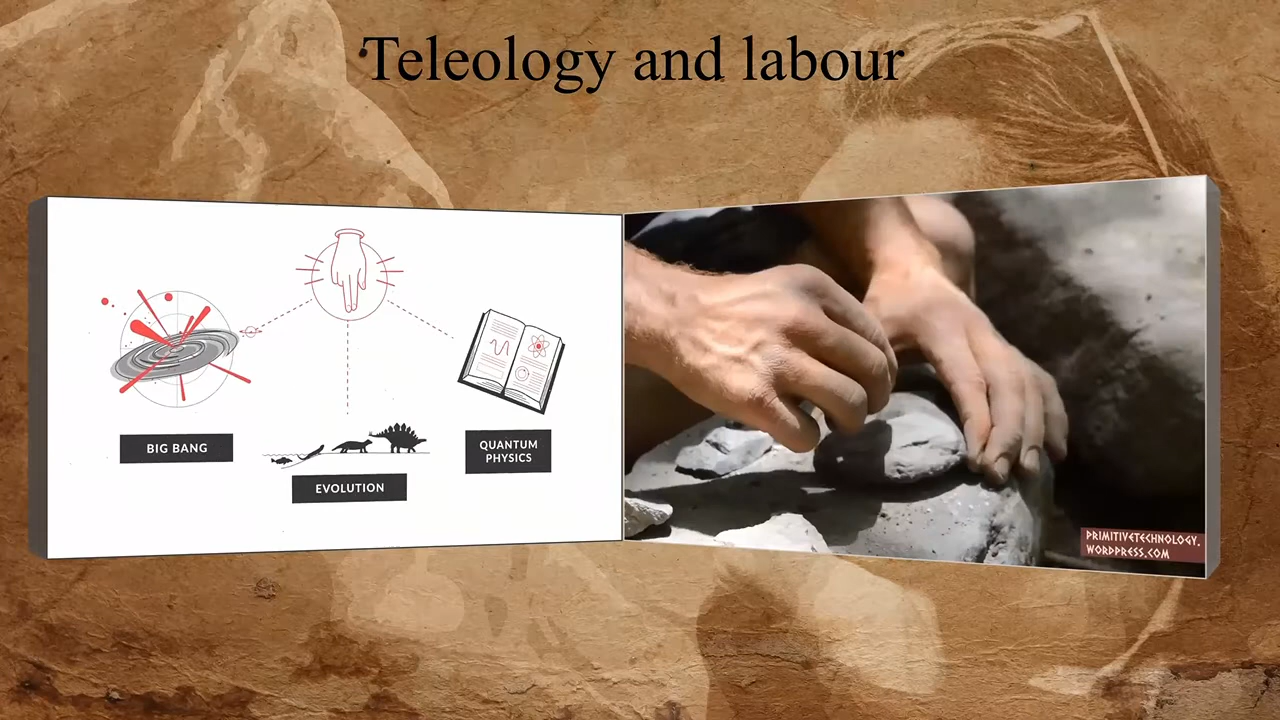 Teleology and labour
BIG BANG
EVOLUTION
QUANTUM
PHYSICS
PRIMITIVETECHNOLOGY.
WORDPRESS.COM